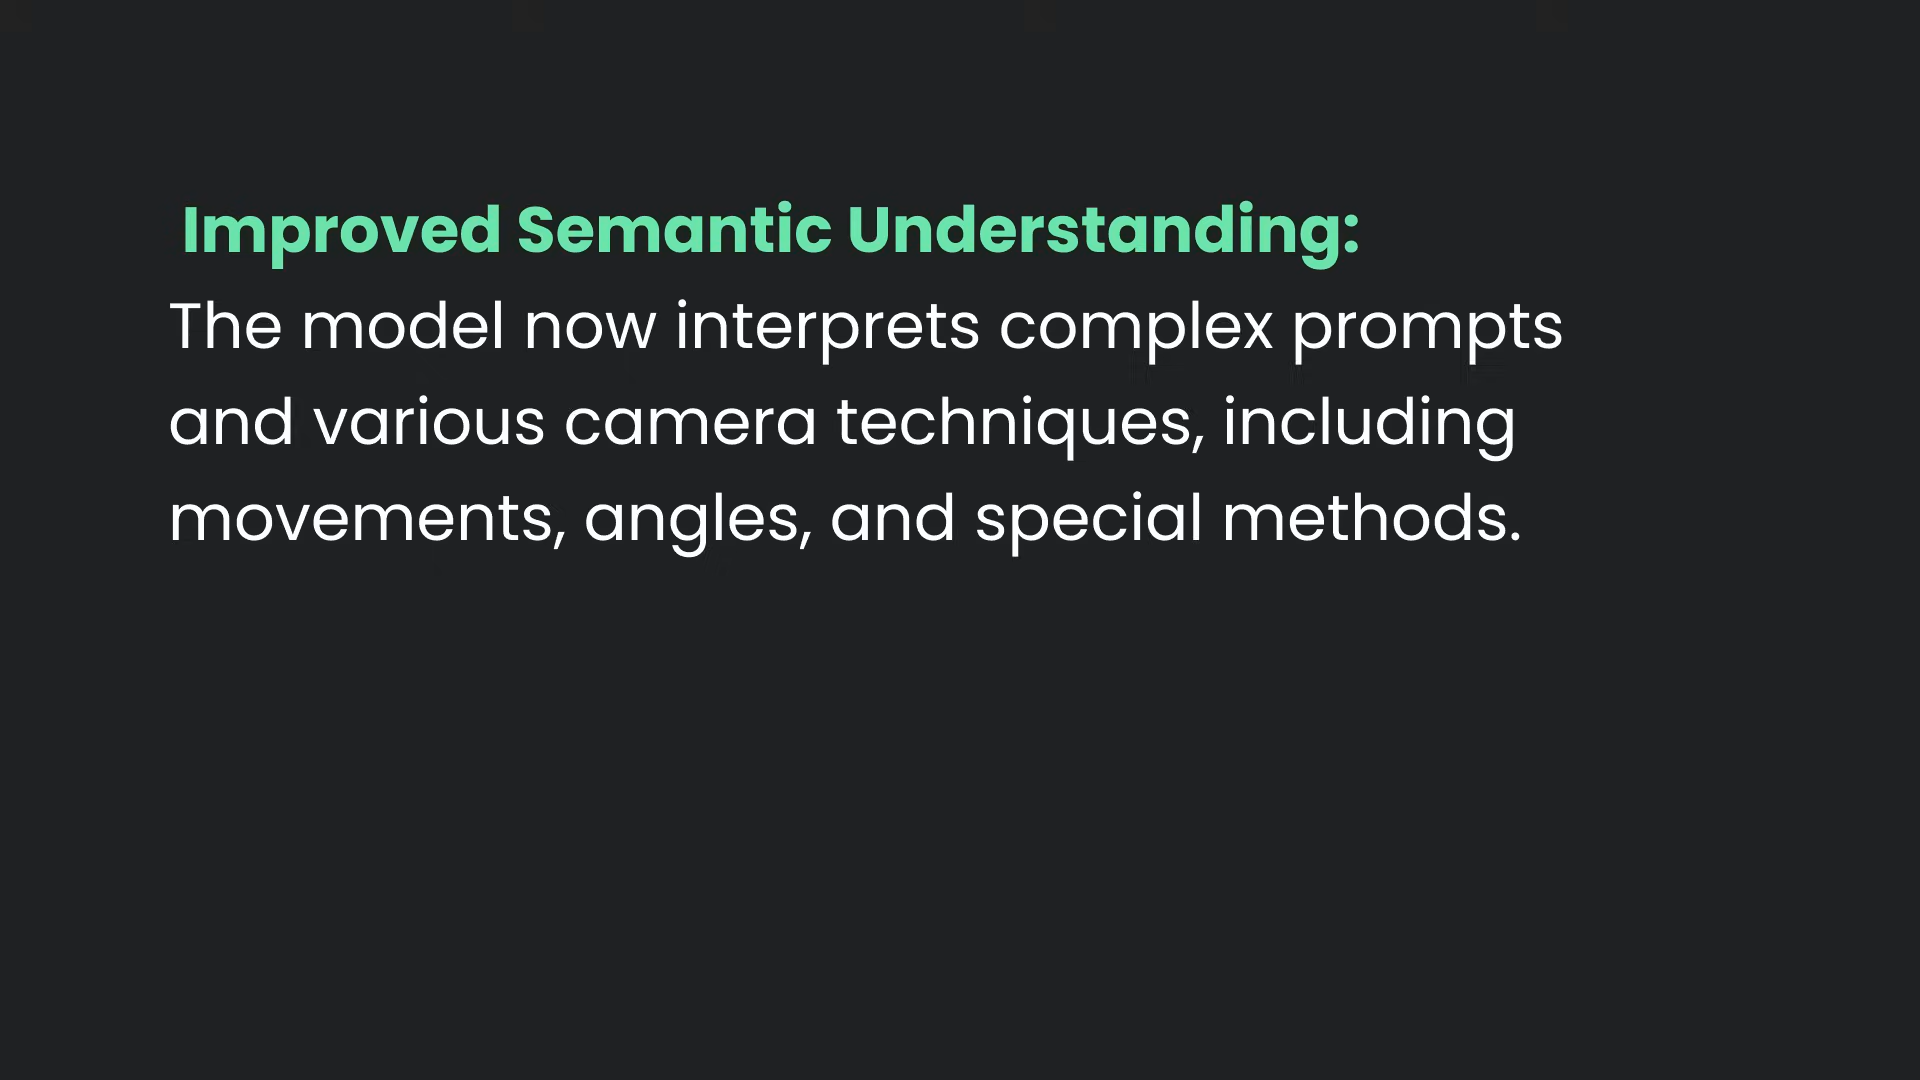 Improved Semantic Understanding:
The model now interprets complex prompts
and various camera techniques, including
movements, angles, and special methods.